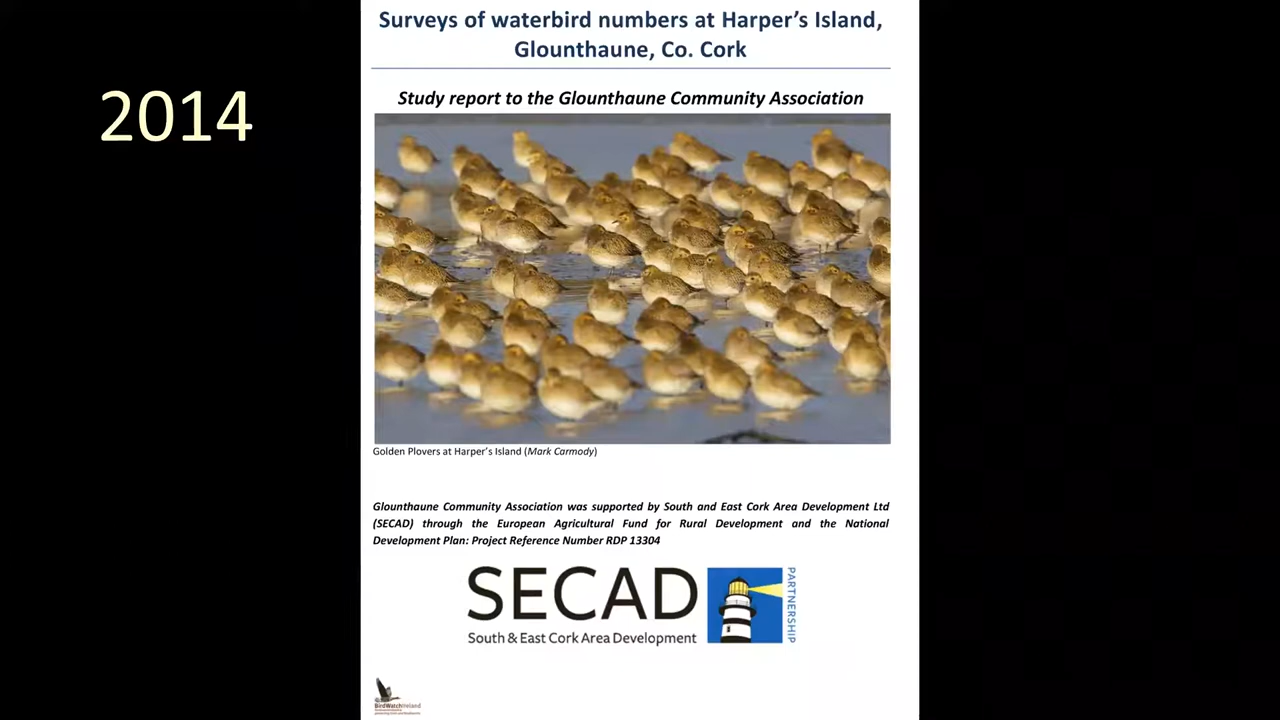 2014
Surveys of waterbird numbers at Harper's Island,
Glounthaune, Co. Cork
Study report to the Glounthaune Community Association
Golden Plovers at Harper's Island (Mark Carmody)
Glounthaune Community Association was supported by South and East Cork Area Development Ltd
(SECAD) through the European Agricultural Fund for Rural Development and the National
Development Plan: Project Reference Number RDP 13304
SECAD
South & East Cork Area Development
PARTNERSHIP
BirdWatchIreland